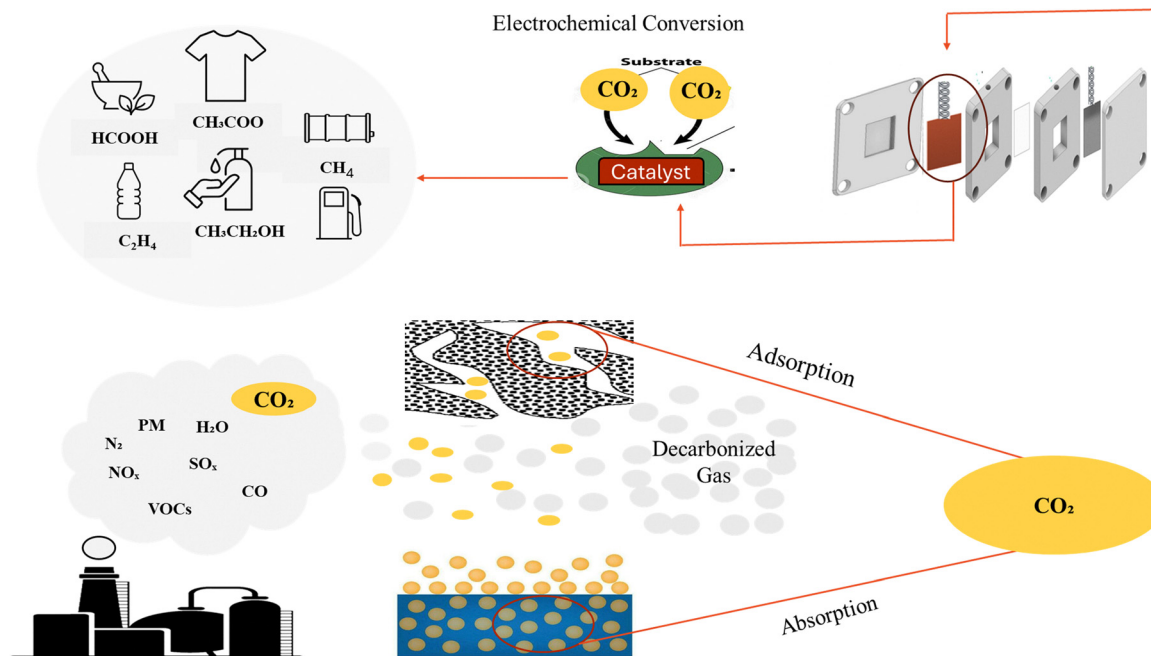 Electrochemical Conversion
Substrate
CO₂
CO₂
Catalyst
HCOOH
CH₃COO
CH₄
C₂H₄
CH₃CH₂OH
CO₂
PM
H₂O
N₂
NOₓ
SOₓ
CO
VOCs
Decarbonized
Gas
Adsorption
CO₂
Absorption